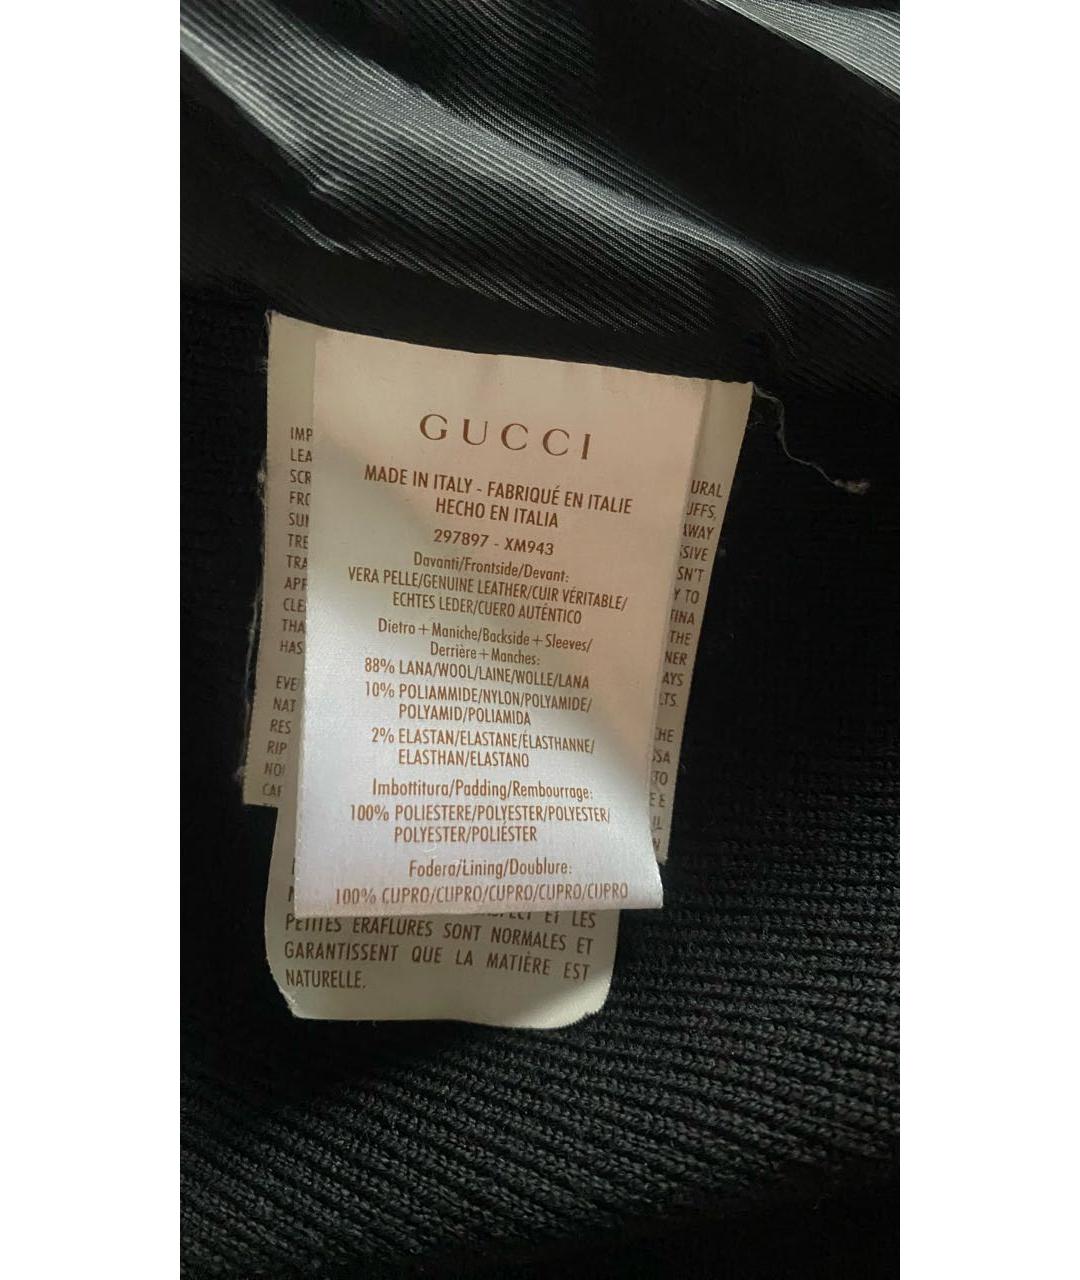 GUCCI
MADE IN ITALY - FABRIQUÉ EN ITALIE
HECHO EN ITALIA
297897 - XM943
Davanti/Frontside/Devant:
VERA PELLE/GENUINE LEATHER/CUIR VÉRITABLE/
ECHTES LEDER/CUERO AUTÉNTICO
Dietro + Maniche/Backside + Sleeves/
Derrière + Manches:
88% LANA/WOOL/LAINE/WOLLE/LANA
10% POLIAMMIDE/NYLON/POLYAMIDE/
POLYAMID/POLIAMIDA
2% ELASTAN/ELASTANE/ÉLASTHANNE/
ELASTHAN/ELASTANO
Imbottitura/Padding/Rembourrage:
100% POLIESTERE/POLYESTER/POLYESTER/
POLYESTER/POLIÉSTER
Fodera/Lining/Doublure:
100% CUPRO/CUPRO/CUPRO/CUPRO/CUPRO
ET LES
PETITES ERAFLURES SONT NORMALES ET
GARANTISSENT QUE LA MATIÈRE EST
NATURELLE.